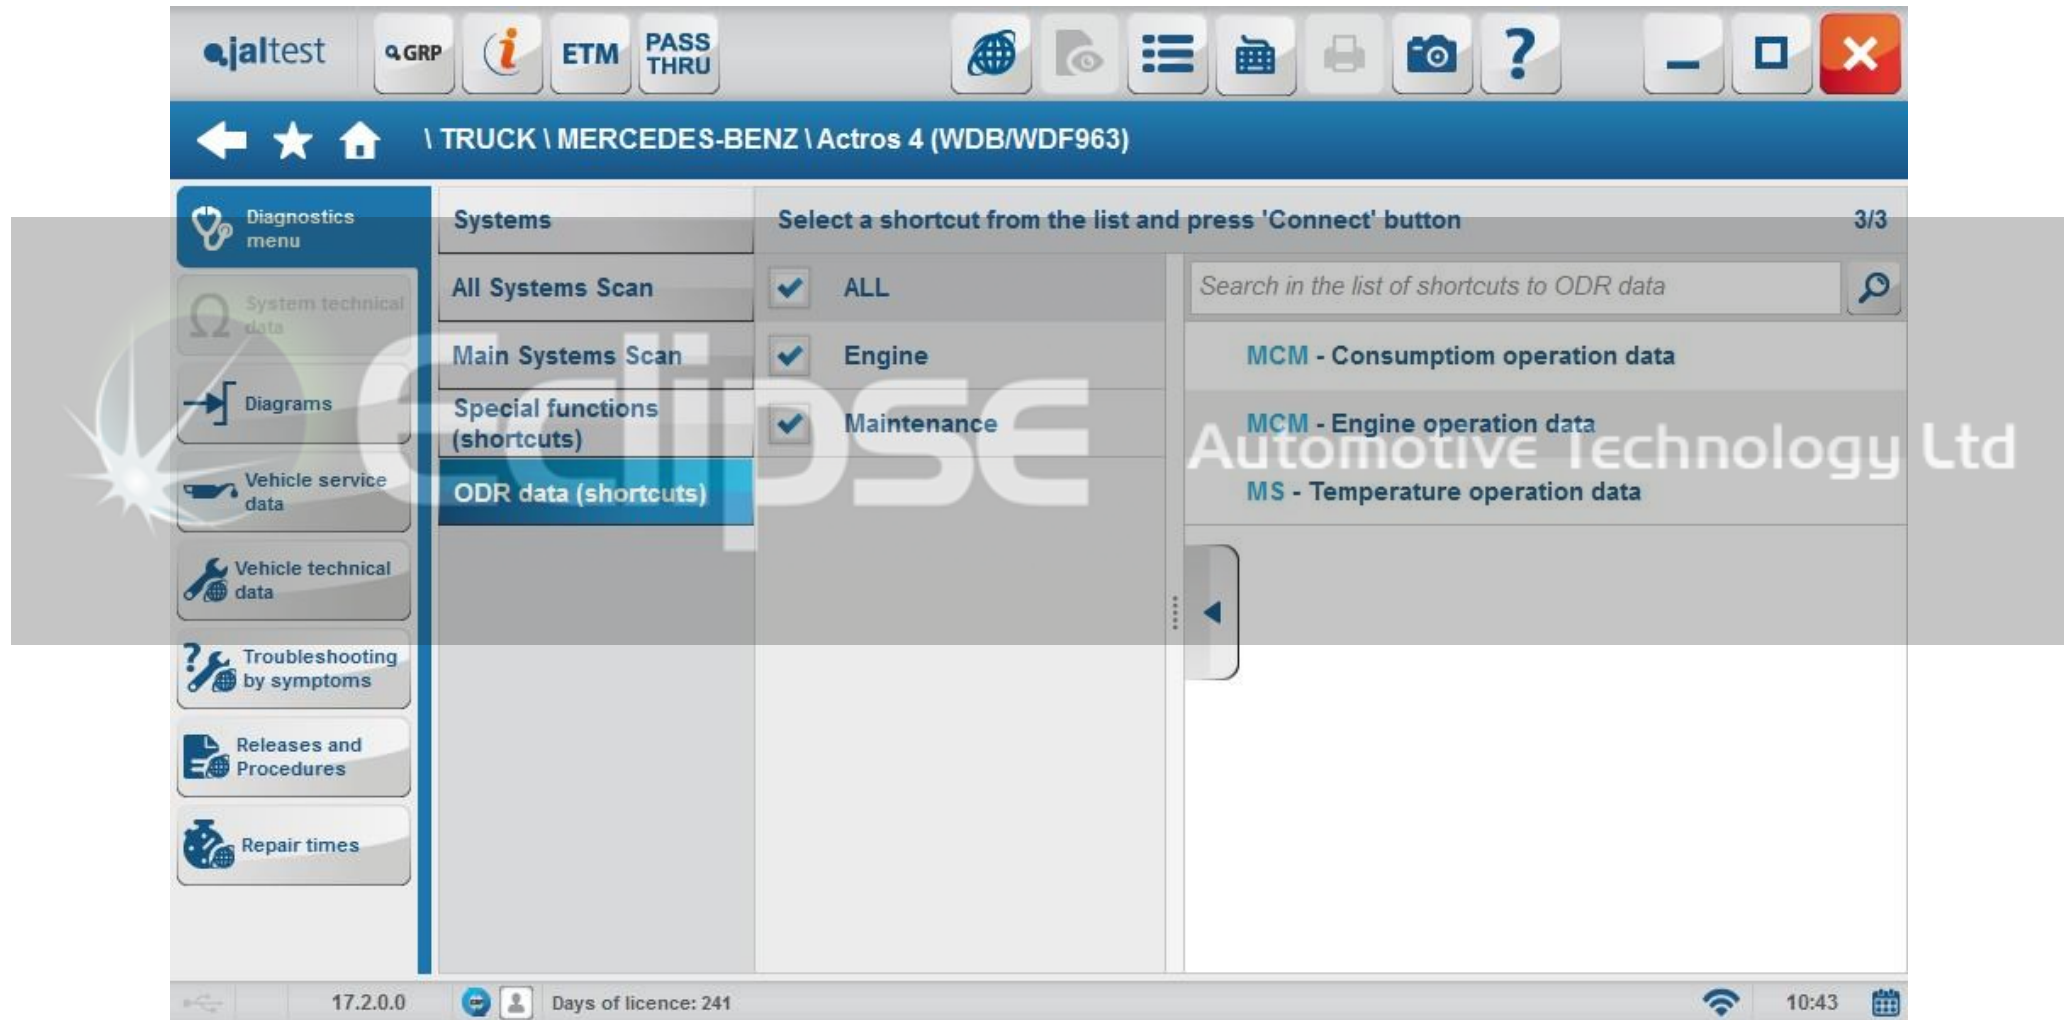 jaltest
GRP
i
ETM
PASS
THRU
?
\ TRUCK \ MERCEDES-BENZ \ Actros 4 (WDB/WDF963)
Diagnostics
menu
System technical
data
Diagrams
Vehicle service
data
Vehicle technical
data
Troubleshooting
by symptoms
Releases and
Procedures
Repair times
Systems
All Systems Scan
Main Systems Scan
Special functions
(shortcuts)
ODR data (shortcuts)
Select a shortcut from the list and press 'Connect' button
3/3
ALL
Engine
Maintenance
Search in the list of shortcuts to ODR data
MCM - Consumptiom operation data
MCM - Engine operation data
MS - Temperature operation data
Eclipse
Automotive Technology Ltd
17.2.0.0
Days of licence: 241
10:43